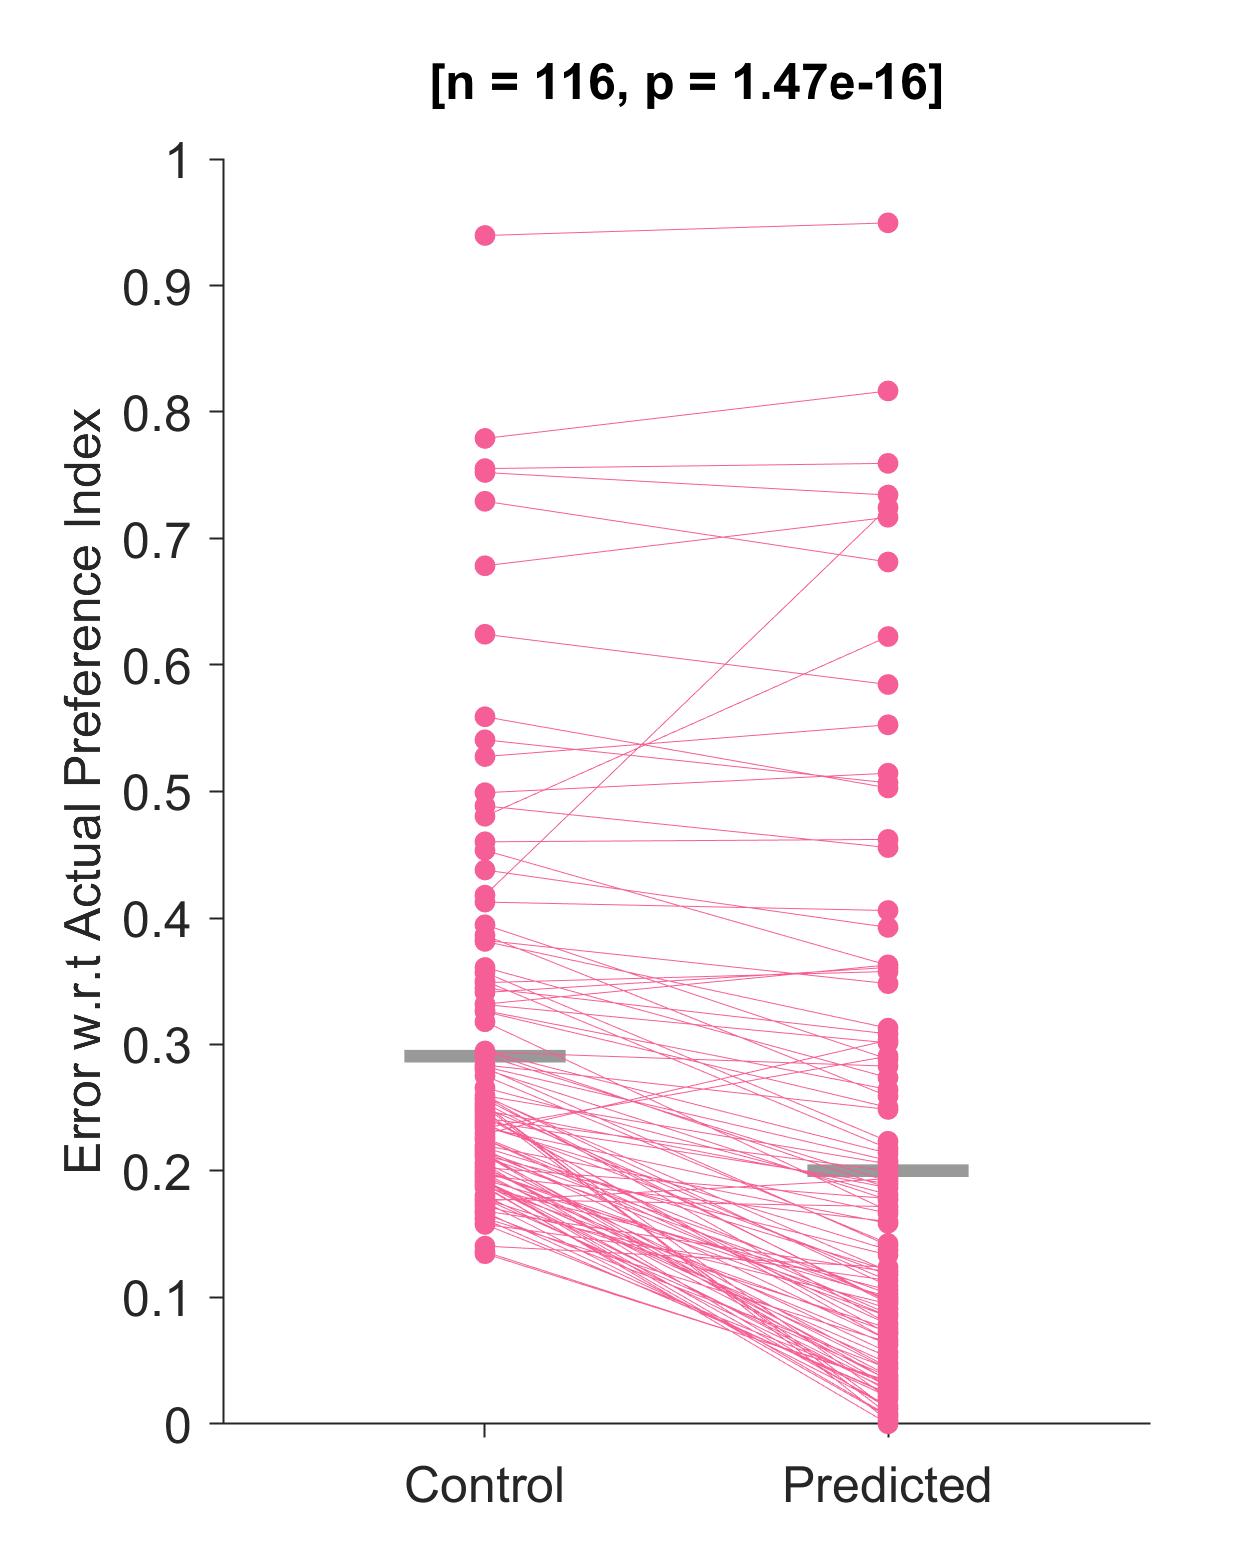 [n = 116, p = 1.47e-16]
1
0.9
0.8
0.7
0.6
0.5
0.4
0.3
0.2
0.1
0
Error w.r.t Actual Preference Index
Control
Predicted